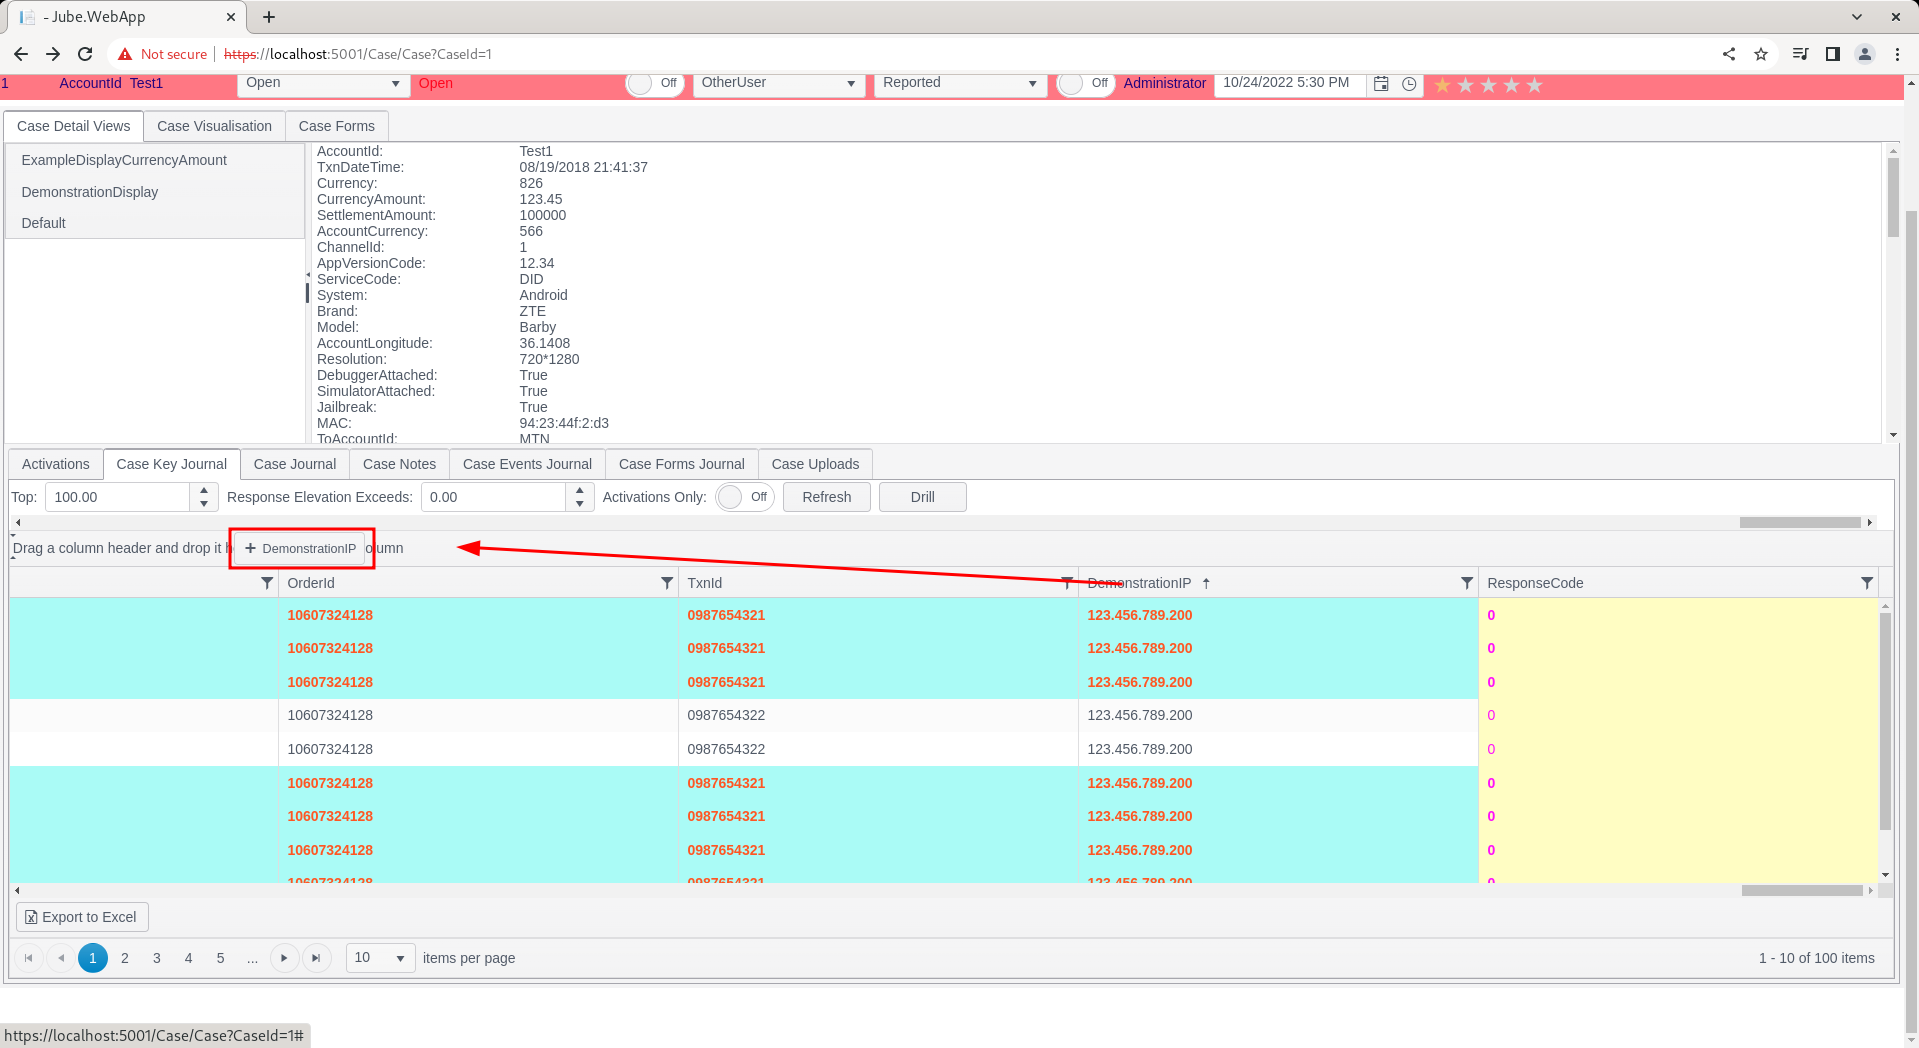 - Jube.WebApp
Not secure https://localhost:5001/Case/Case?CaseId=1
1 AccountId Test1 Open Open Off OtherUser Reported Off Administrator 10/24/2022 5:30 PM
Case Detail Views Case Visualisation Case Forms
ExampleDisplayCurrencyAmount
DemonstrationDisplay
Default
AccountId: Test1
TxnDateTime: 08/19/2018 21:41:37
Currency: 826
CurrencyAmount: 123.45
SettlementAmount: 100000
AccountCurrency: 566
ChannelId: 1
AppVersionCode: 12.34
ServiceCode: DID
System: Android
Brand: ZTE
Model: Barby
AccountLongitude: 36.1408
Resolution: 720*1280
DebuggerAttached: True
SimulatorAttached: True
Jailbreak: True
MAC: 94:23:44f:2:d3
ToAccountId: MTN
Activations Case Key Journal Case Journal Case Notes Case Events Journal Case Forms Journal Case Uploads
Top: 100.00 Response Elevation Exceeds: 0.00 Activations Only: Off Refresh Drill
Drag a column header and drop it h + DemonstrationIP olumn
OrderId TxnId DemonstrationIP ResponseCode
10607324128 0987654321 123.456.789.200 0
10607324128 0987654321 123.456.789.200 0
10607324128 0987654321 123.456.789.200 0
10607324128 0987654322 123.456.789.200 0
10607324128 0987654322 123.456.789.200 0
10607324128 0987654321 123.456.789.200 0
10607324128 0987654321 123.456.789.200 0
10607324128 0987654321 123.456.789.200 0
10607324128 0987654321 123.456.789.200 0
Export to Excel
1 2 3 4 5 ... 10 items per page 1 - 10 of 100 items
https://localhost:5001/Case/Case?CaseId=1#